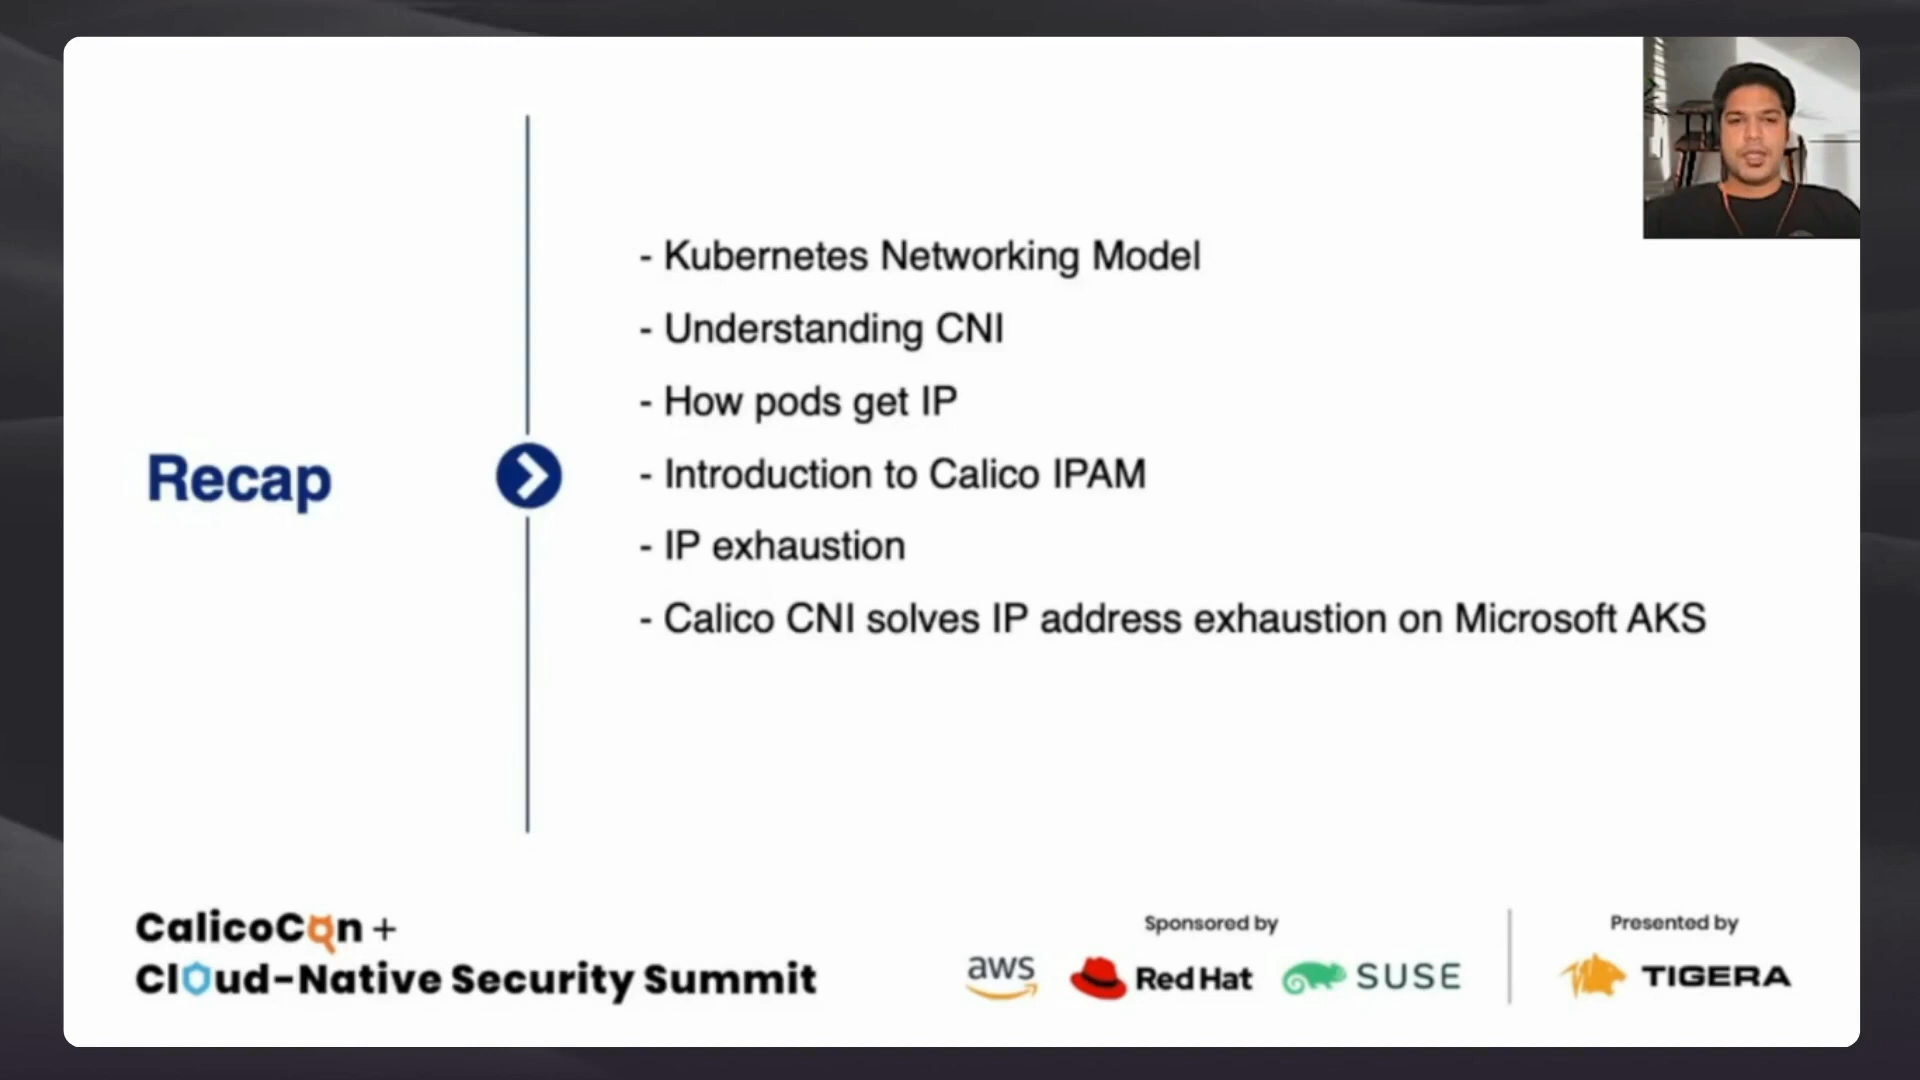 Recap
- Kubernetes Networking Model
- Understanding CNI
- How pods get IP
- Introduction to Calico IPAM
- IP exhaustion
- Calico CNI solves IP address exhaustion on Microsoft AKS
CalicoCon +
Cloud-Native Security Summit
Sponsored by
aws
Red Hat
SUSE
Presented by
TIGERA